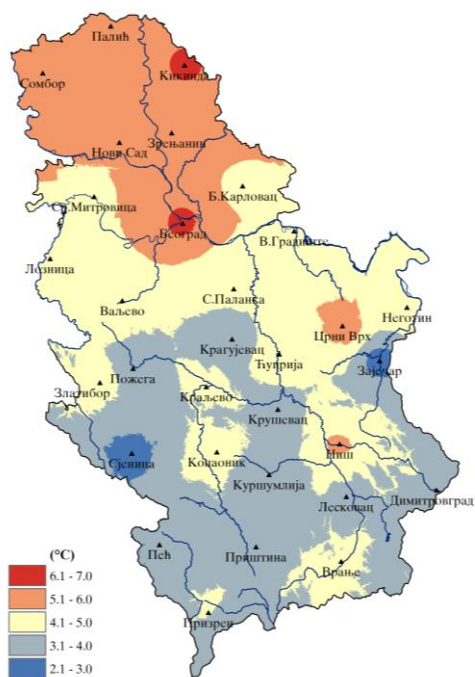 Палић
Кикинда
Сомбор
Зрењанин
Нови Сад
Б.Карловац
Ср.Митровица
Београд
В.Градиште
Лозница
С.Паланка
Ваљево
Неготин
Црни Врх
Крагујевац
Ћуприја
Зајечар
Пожега
Златибор
Краљево
Крушевац
Ниш
Сјеница
Копаоник
Куршумлија
Димитровград
Лесковац
Пећ
Приштина
Врање
Призрен
(°C)
6.1 - 7.0
5.1 - 6.0
4.1 - 5.0
3.1 - 4.0
2.1 - 3.0